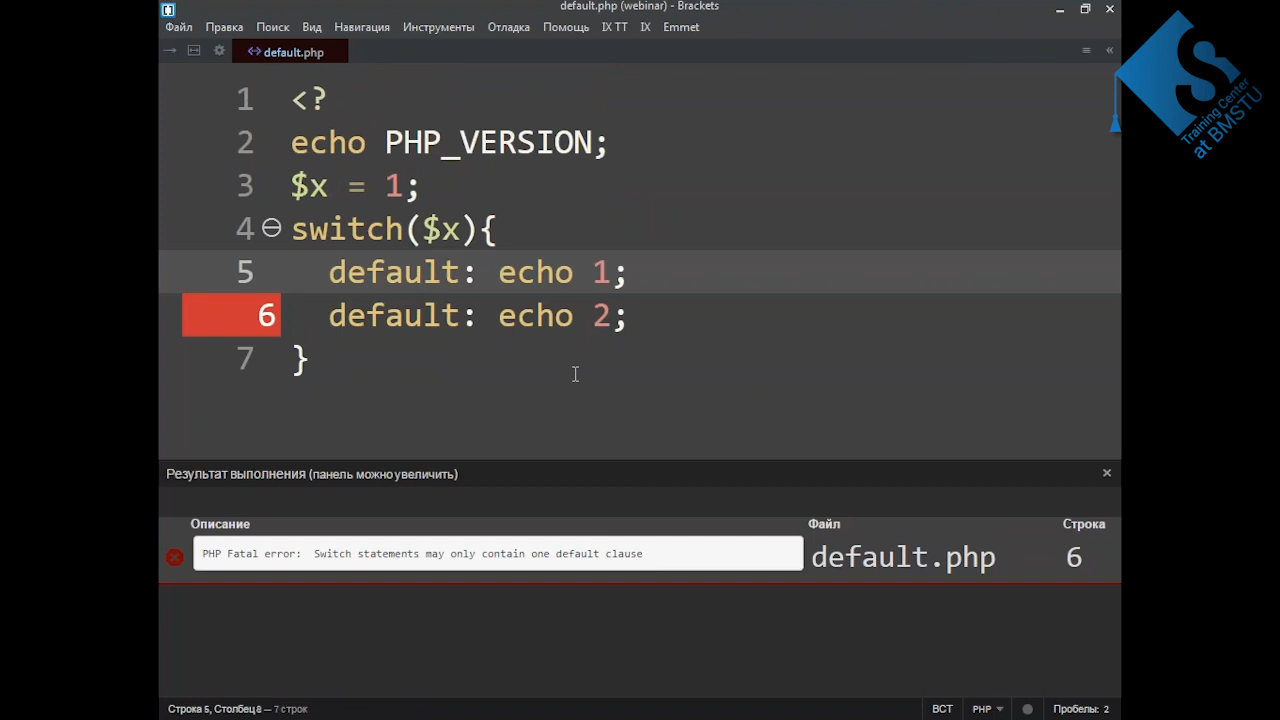 default.php (webinar) - Brackets
Файл Правка Поиск Вид Навигация Инструменты Отладка Помощь IX TT IX Emmet
<> default.php
1 <?
2 echo PHP_VERSION;
3 $x = 1;
4 switch($x){
5 default: echo 1;
6 default: echo 2;
7 }
Training Center
at BMSTU
Результат выполнения (панель можно увеличить)
Описание Файл Строка
PHP Fatal error: Switch statements may only contain one default clause default.php 6
Строка 5, Столбец 8 — 7 строк ВСТ PHP Пробелы: 2